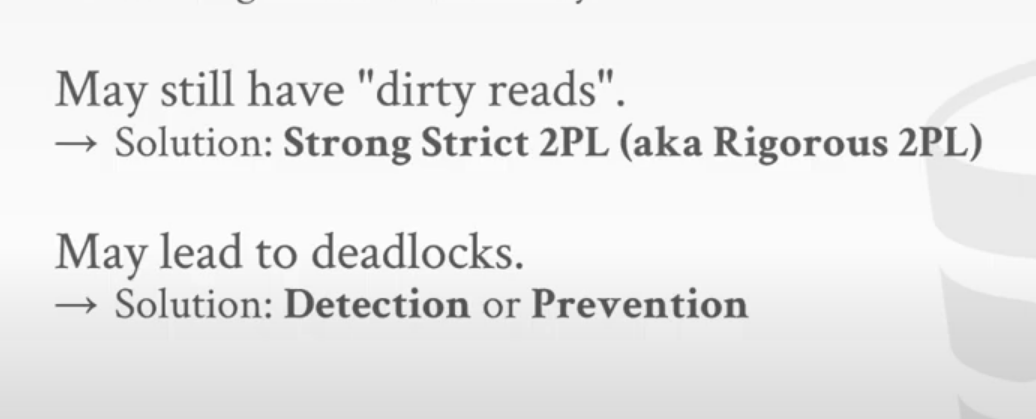 May still have "dirty reads".
→ Solution: Strong Strict 2PL (aka Rigorous 2PL)
May lead to deadlocks.
→ Solution: Detection or Prevention